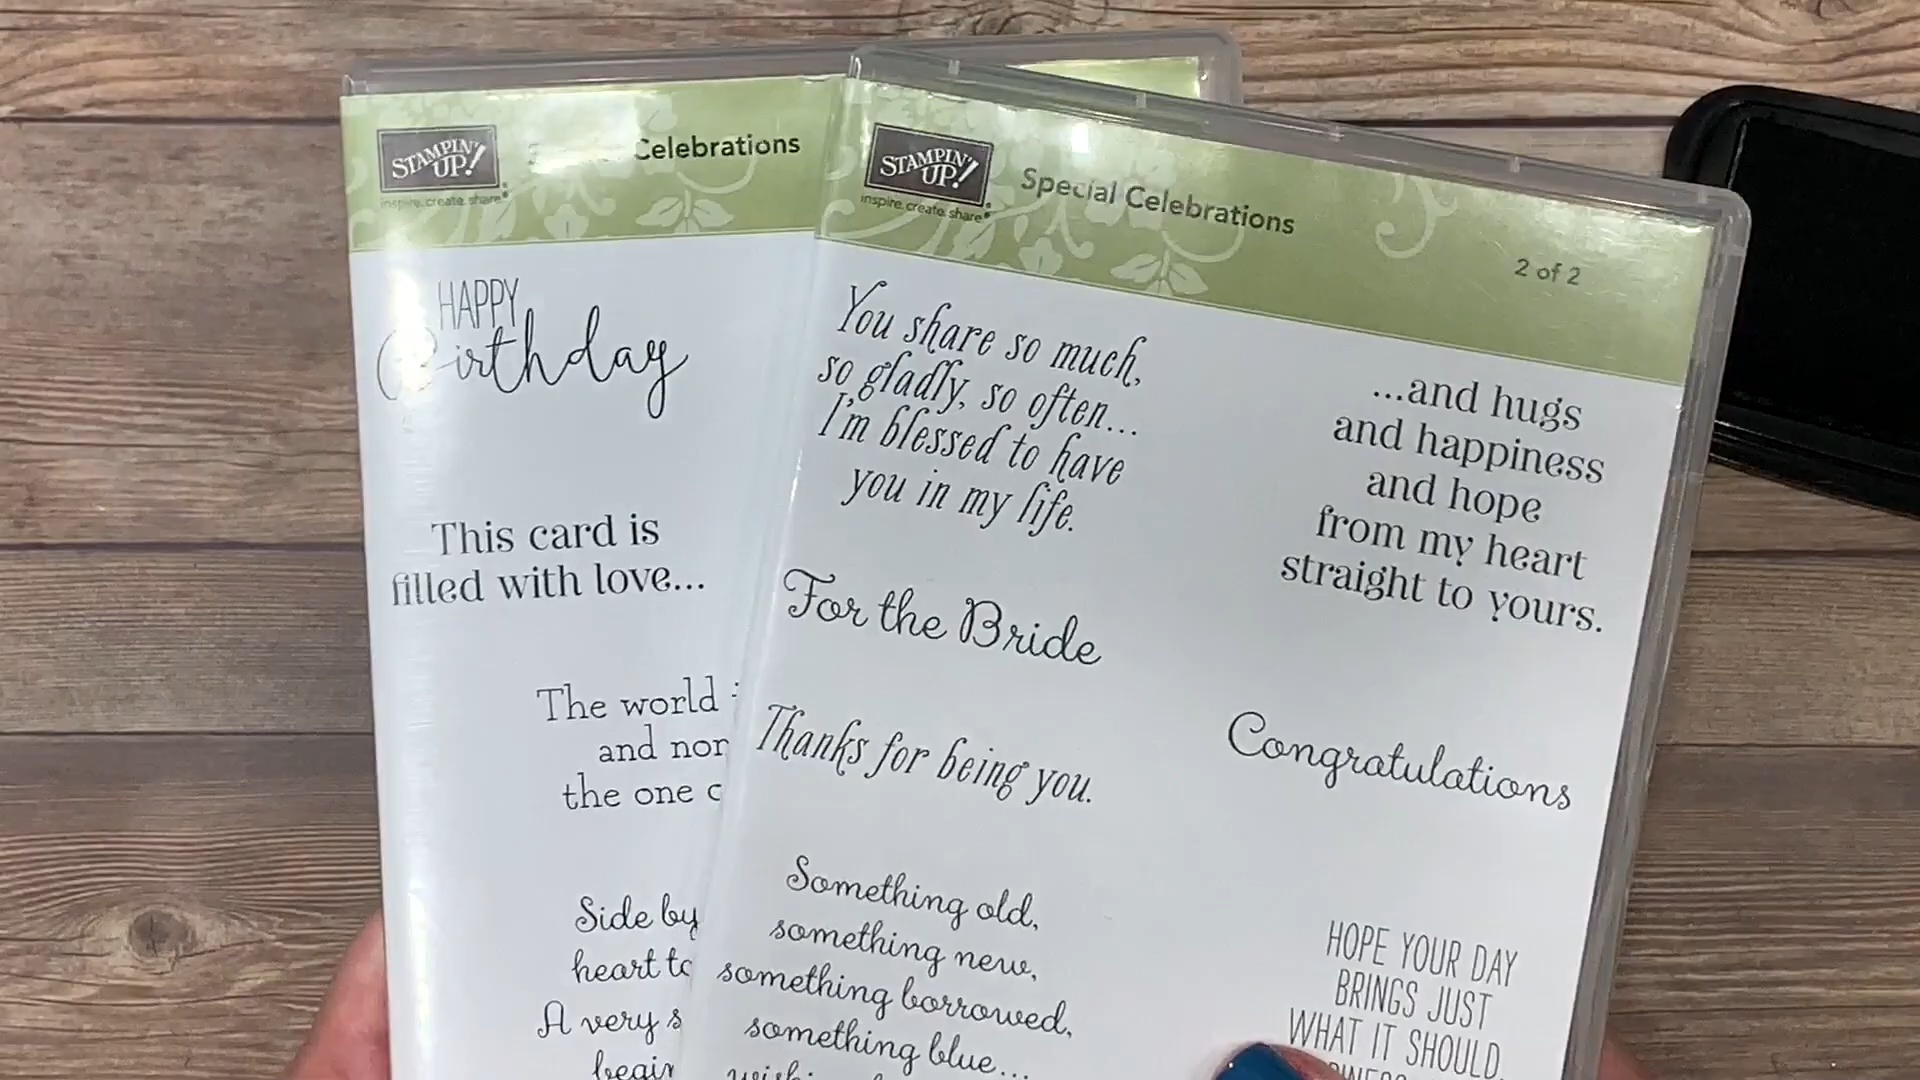 STAMPIN'
UP!
inspire.create.share
Celebrations
HAPPY
Birthday
This card is
filled with love...
The world
and
the one
Side by
heart
A very
STAMPIN'
UP!
inspire.create.share
Special Celebrations
2 of 2
You share so much,
so gladly, so often...
I'm blessed to have
you in my life.
...and hugs
and happiness
and hope
from my heart
straight to yours.
For the Bride
Thanks for being you.
Congratulations
Something old,
something new,
something borrowed,
something blue...
HOPE YOUR DAY
BRINGS JUST
WHAT IT SHOULD.